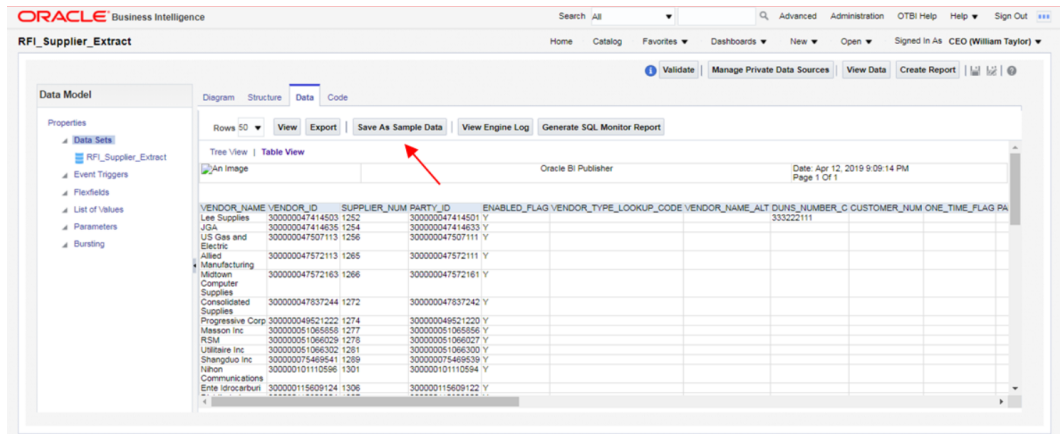 ORACLE Business Intelligence
Search All Advanced Administration OTBI Help Help Sign Out
RFI_Supplier_Extract
Home Catalog Favorites Dashboards New Open Signed In As CEO (William Taylor)
Validate Manage Private Data Sources View Data Create Report
Data Model
Diagram Structure Data Code
Properties
Data Sets
RFI_Supplier_Extract
Event Triggers
Flexfields
List of Values
Parameters
Bursting
Rows 50 View Export Save As Sample Data View Engine Log Generate SQL Monitor Report
Tree View | Table View
An Image Oracle BI Publisher Date: Apr 12, 2019 9:09:14 PM
Page 1 Of 1
VENDOR_NAME VENDOR_ID SUPPLIER_NUM PARTY_ID ENABLED_FLAG VENDOR_TYPE_LOOKUP_CODE VENDOR_NAME_ALT DUNS_NUMBER_C CUSTOMER_NUM ONE_TIME_FLAG PA
Lee Supplies 300000047414503 1252 300000047414501 Y 333222111
JGA 300000047414635 1254 300000047414633 Y
US Gas and Electric 300000047507113 1256 300000047507111 Y
Allied Manufacturing 300000047572113 1265 300000047572111 Y
Midtown Computer Supplies 300000047572163 1266 300000047572161 Y
Consolidated Supplies 300000047837244 1272 300000047837242 Y
Progressive Corp 300000049521222 1274 300000049521220 Y
Masson Inc 300000051065858 1277 300000051065856 Y
RSM 300000051066029 1278 300000051066027 Y
Utilitaire Inc 300000051066302 1281 300000051066300 Y
Shangduo Inc 300000075469541 1289 300000075469539 Y
Nihon Communications 300000101110596 1301 300000101110594 Y
Ente Idrocarburi 300000115609124 1306 300000115609122 Y